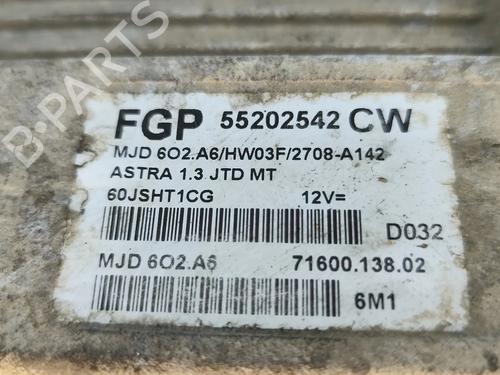 FGP 55202542 CW
MJD 6O2.A6/HW03F/2708-A142
ASTRA 1.3 JTD MT
60JSHT1CG 12V=
D032
MJD 6O2.A6 71600.138.02
6M1